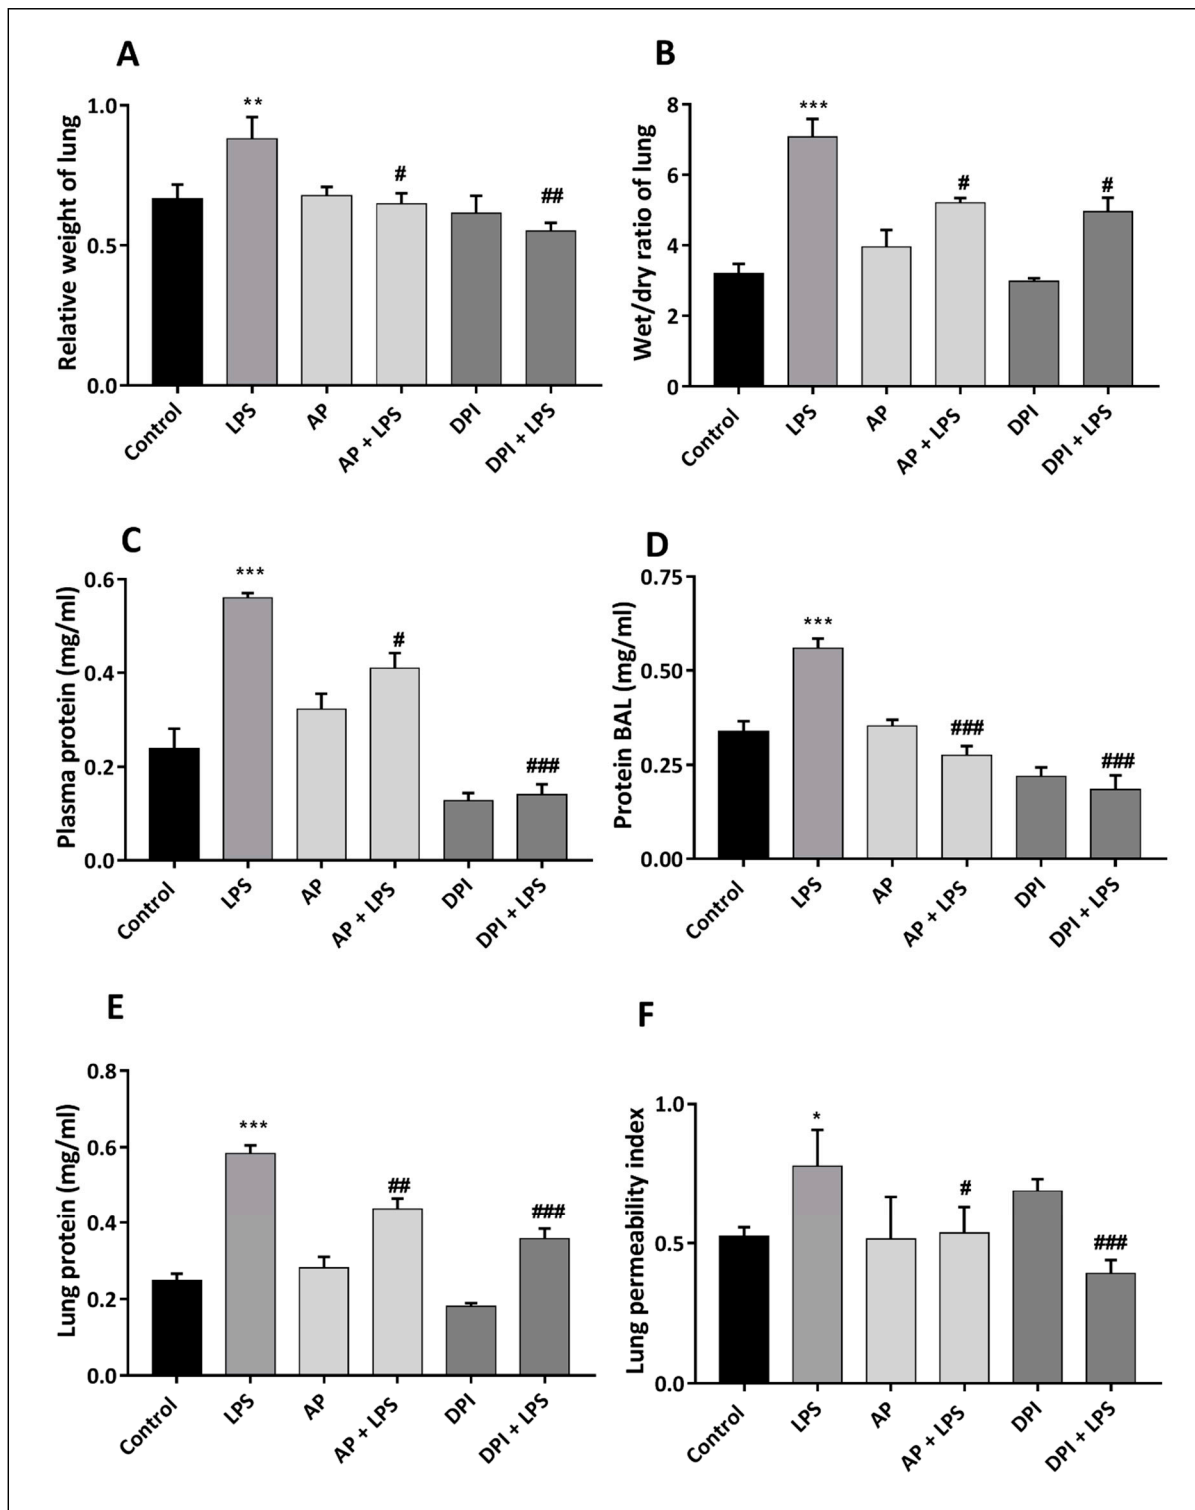 A
Relative weight of lung
1.0
0.5
0.0
**
#
##
Control
LPS
AP
AP + LPS
DPI
DPI + LPS
B
Wet/dry ratio of lung
8
6
4
2
0
***
#
#
Control
LPS
AP
AP + LPS
DPI
DPI + LPS
C
Plasma protein (mg/ml)
0.6
0.4
0.2
0.0
***
#
###
Control
LPS
AP
AP + LPS
DPI
DPI + LPS
D
Protein BAL (mg/ml)
0.75
0.50
0.25
0.00
***
###
###
Control
LPS
AP
AP + LPS
DPI
DPI + LPS
E
Lung protein (mg/ml)
0.8
0.6
0.4
0.2
0.0
***
##
###
Control
LPS
AP
AP + LPS
DPI
DPI + LPS
F
Lung permeability index
1.0
0.5
0.0
*
#
###
Control
LPS
AP
AP + LPS
DPI
DPI + LPS